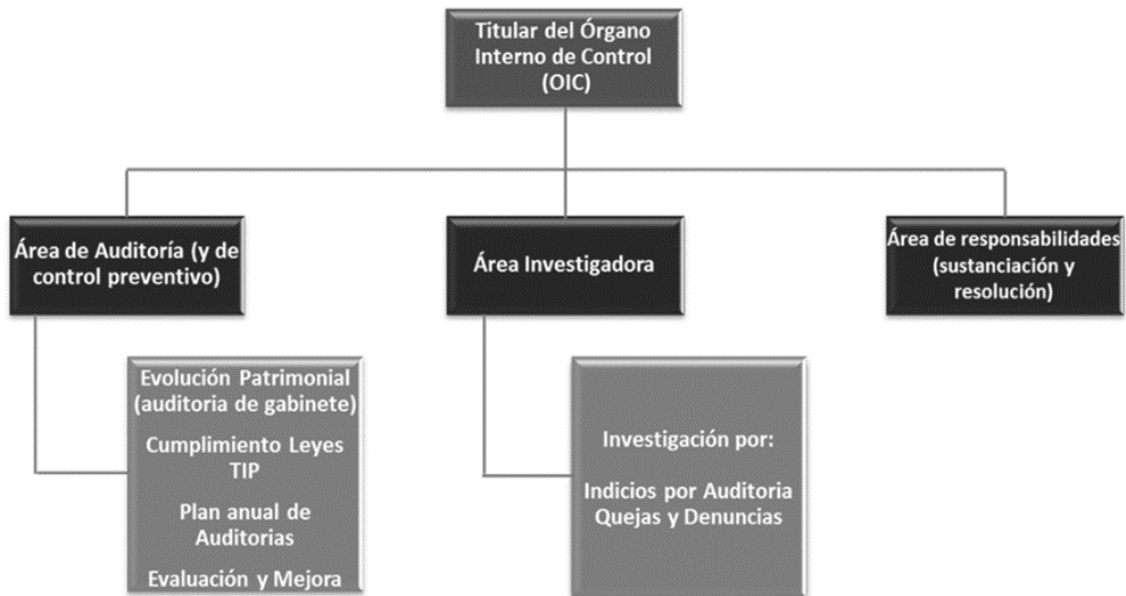 Titular del Órgano
Interno de Control
(OIC)
Área de Auditoría (y de
control preventivo)
Área Investigadora
Área de responsabilidades
(sustanciación y
resolución)
Evolución Patrimonial
(auditoria de gabinete)
Cumplimiento Leyes
TIP
Plan anual de
Auditorias
Evaluación y Mejora
Investigación por:
Indicios por Auditoria
Quejas y Denuncias